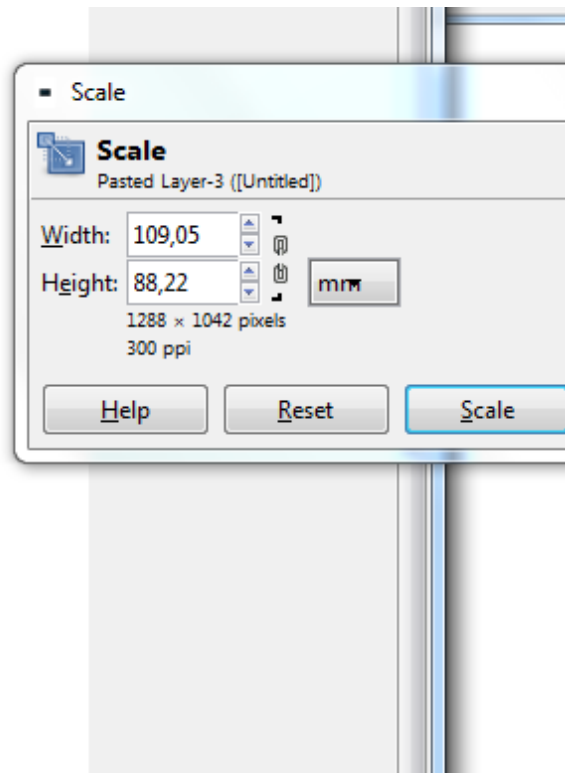 Scale
Scale
Pasted Layer-3 ([Untitled])
Width: 109,05
Height: 88,22 mm
1288 × 1042 pixels
300 ppi
Help Reset Scale